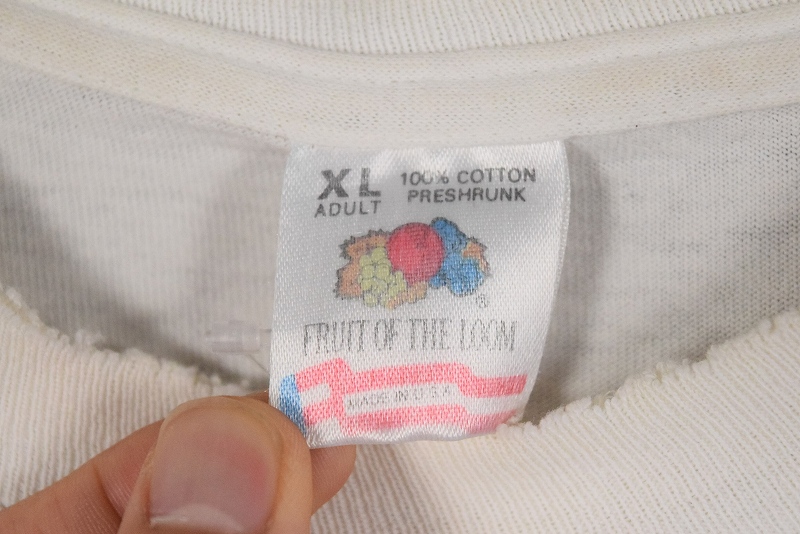 XL
ADULT
100% COTTON
PRESHRUNK
®
FRUIT OF THE LOOM
MADE IN U.S.A.